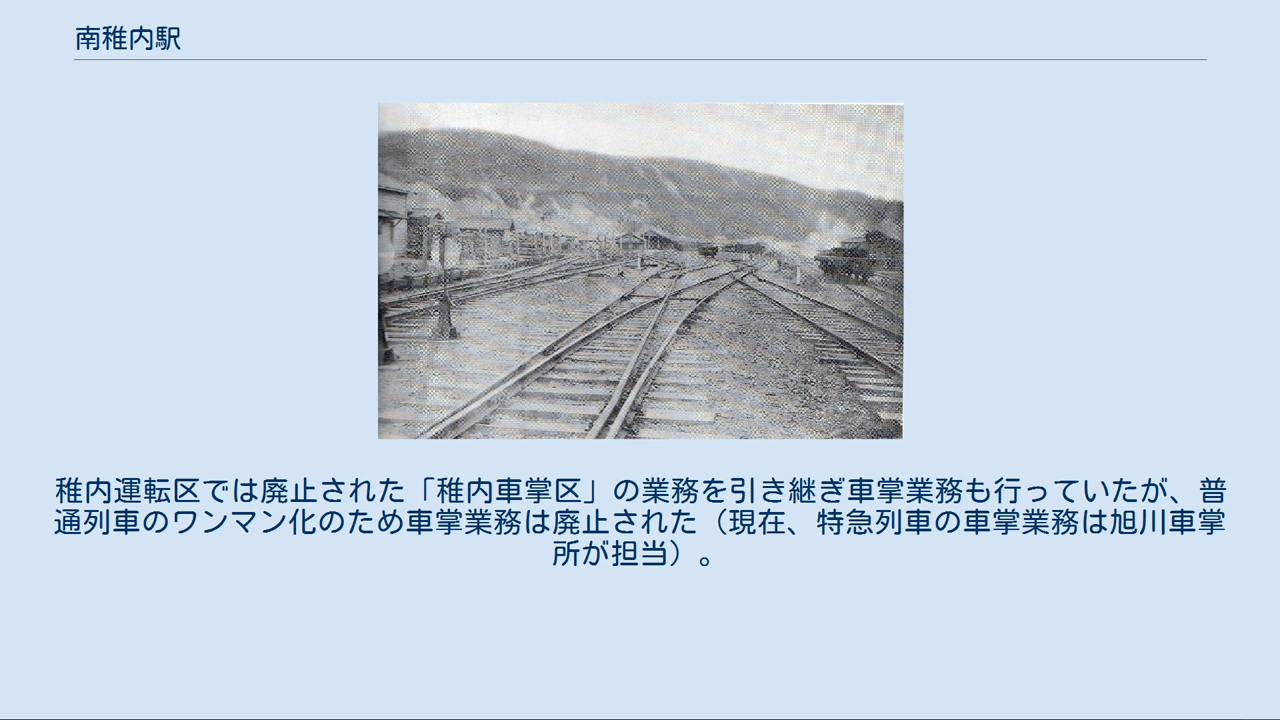 南稚内駅
稚内運転区では廃止された「稚内車掌区」の業務を引き継ぎ車掌業務も行っていたが、普
通列車のワンマン化のため車掌業務は廃止された（現在、特急列車の車掌業務は旭川車掌
所が担当）。